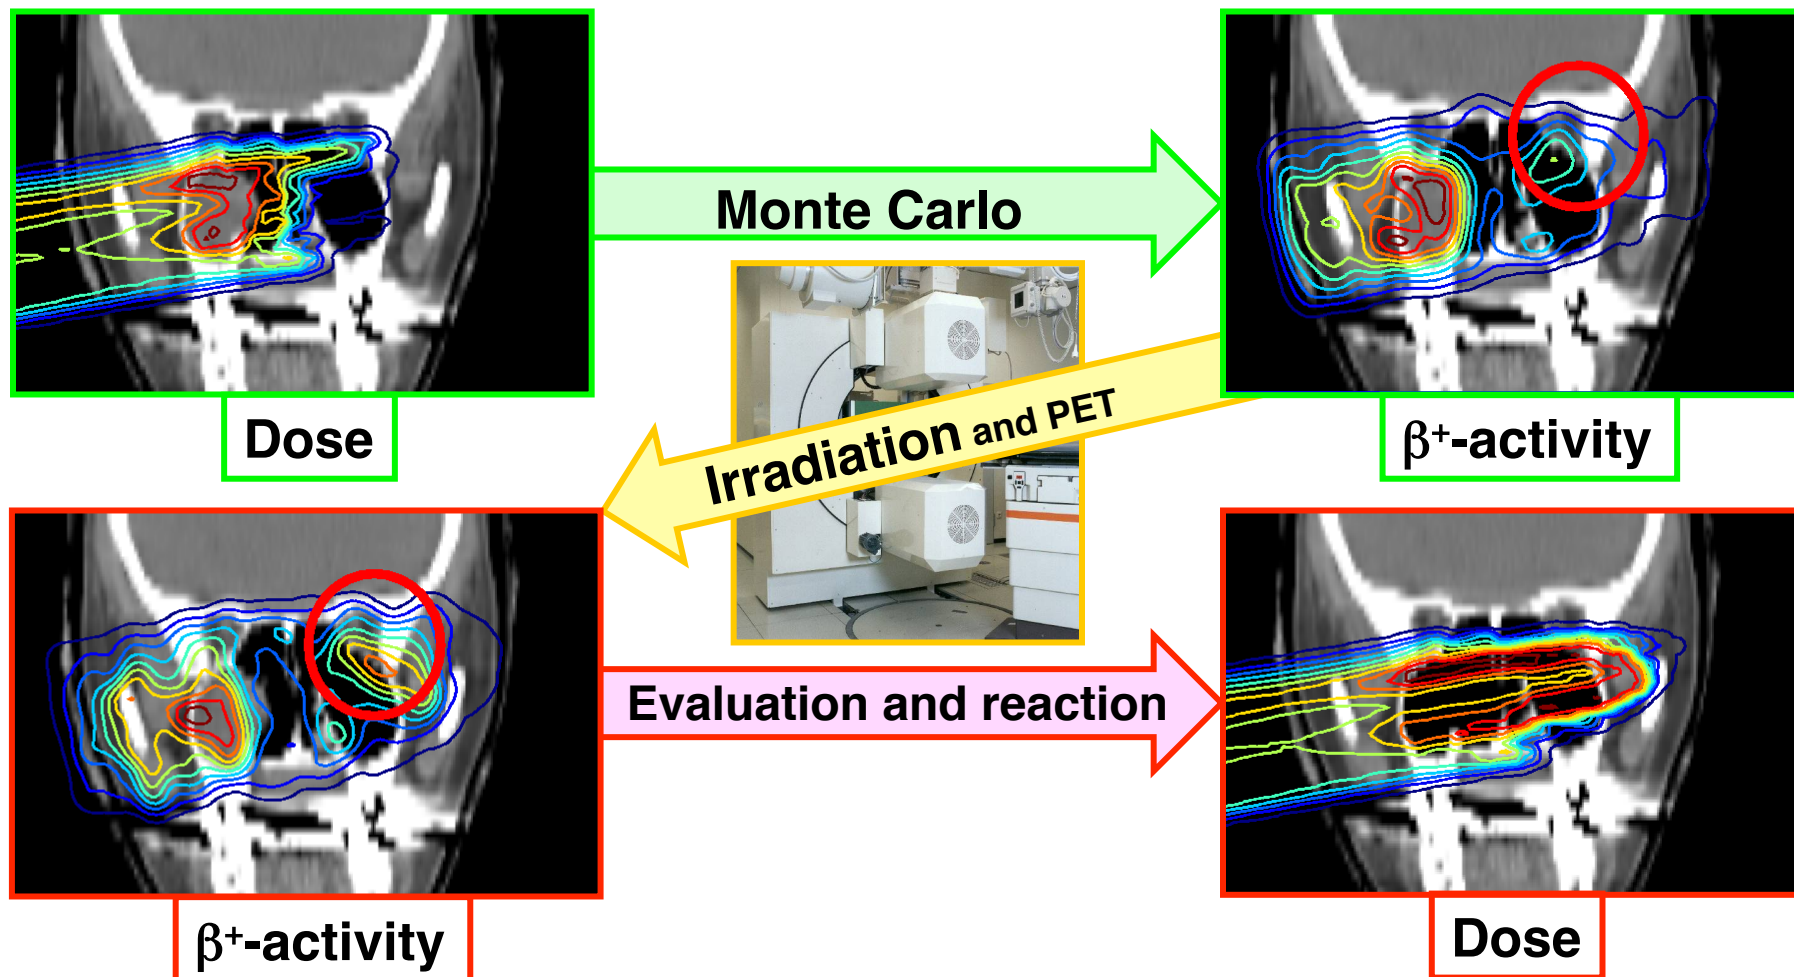 Monte Carlo
Dose
β⁺-activity
Irradiation and PET
Evaluation and reaction
β⁺-activity
Dose